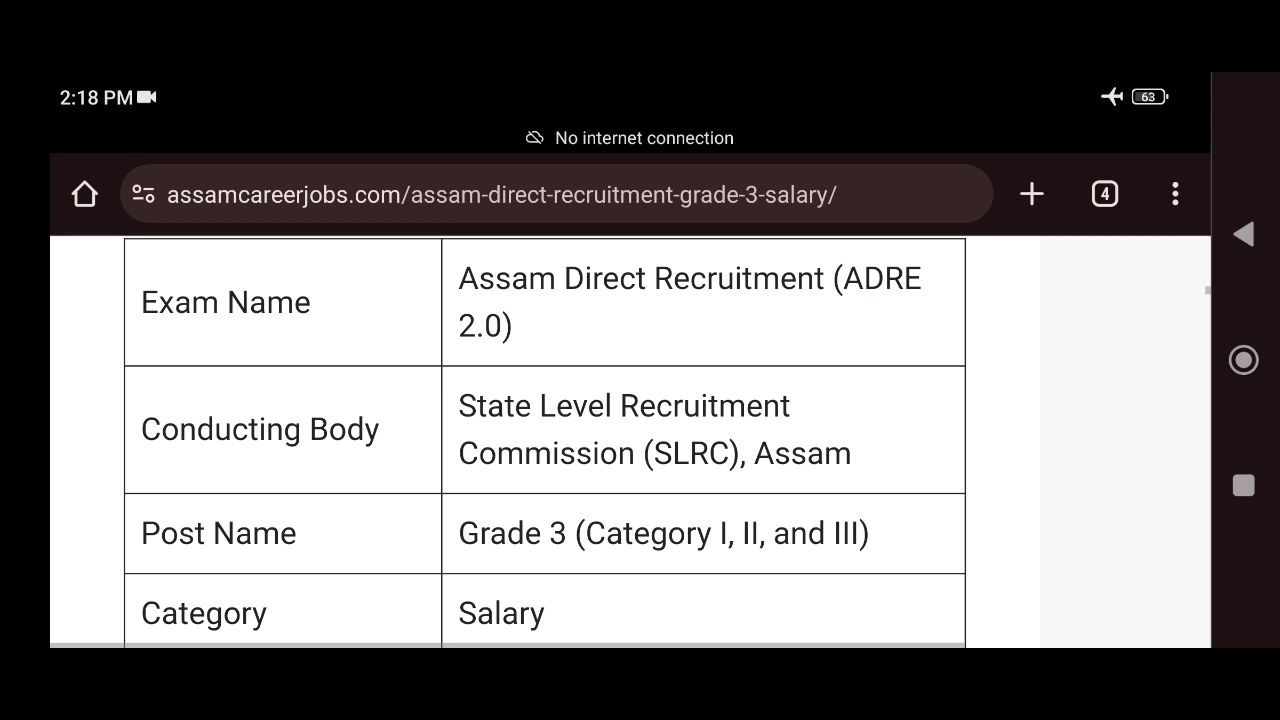 2:18 PM
63
No internet connection
assamcareerjobs.com/assam-direct-recruitment-grade-3-salary/
4
Exam Name
Assam Direct Recruitment (ADRE
2.0)
Conducting Body
State Level Recruitment
Commission (SLRC), Assam
Post Name
Grade 3 (Category I, II, and III)
Category
Salary